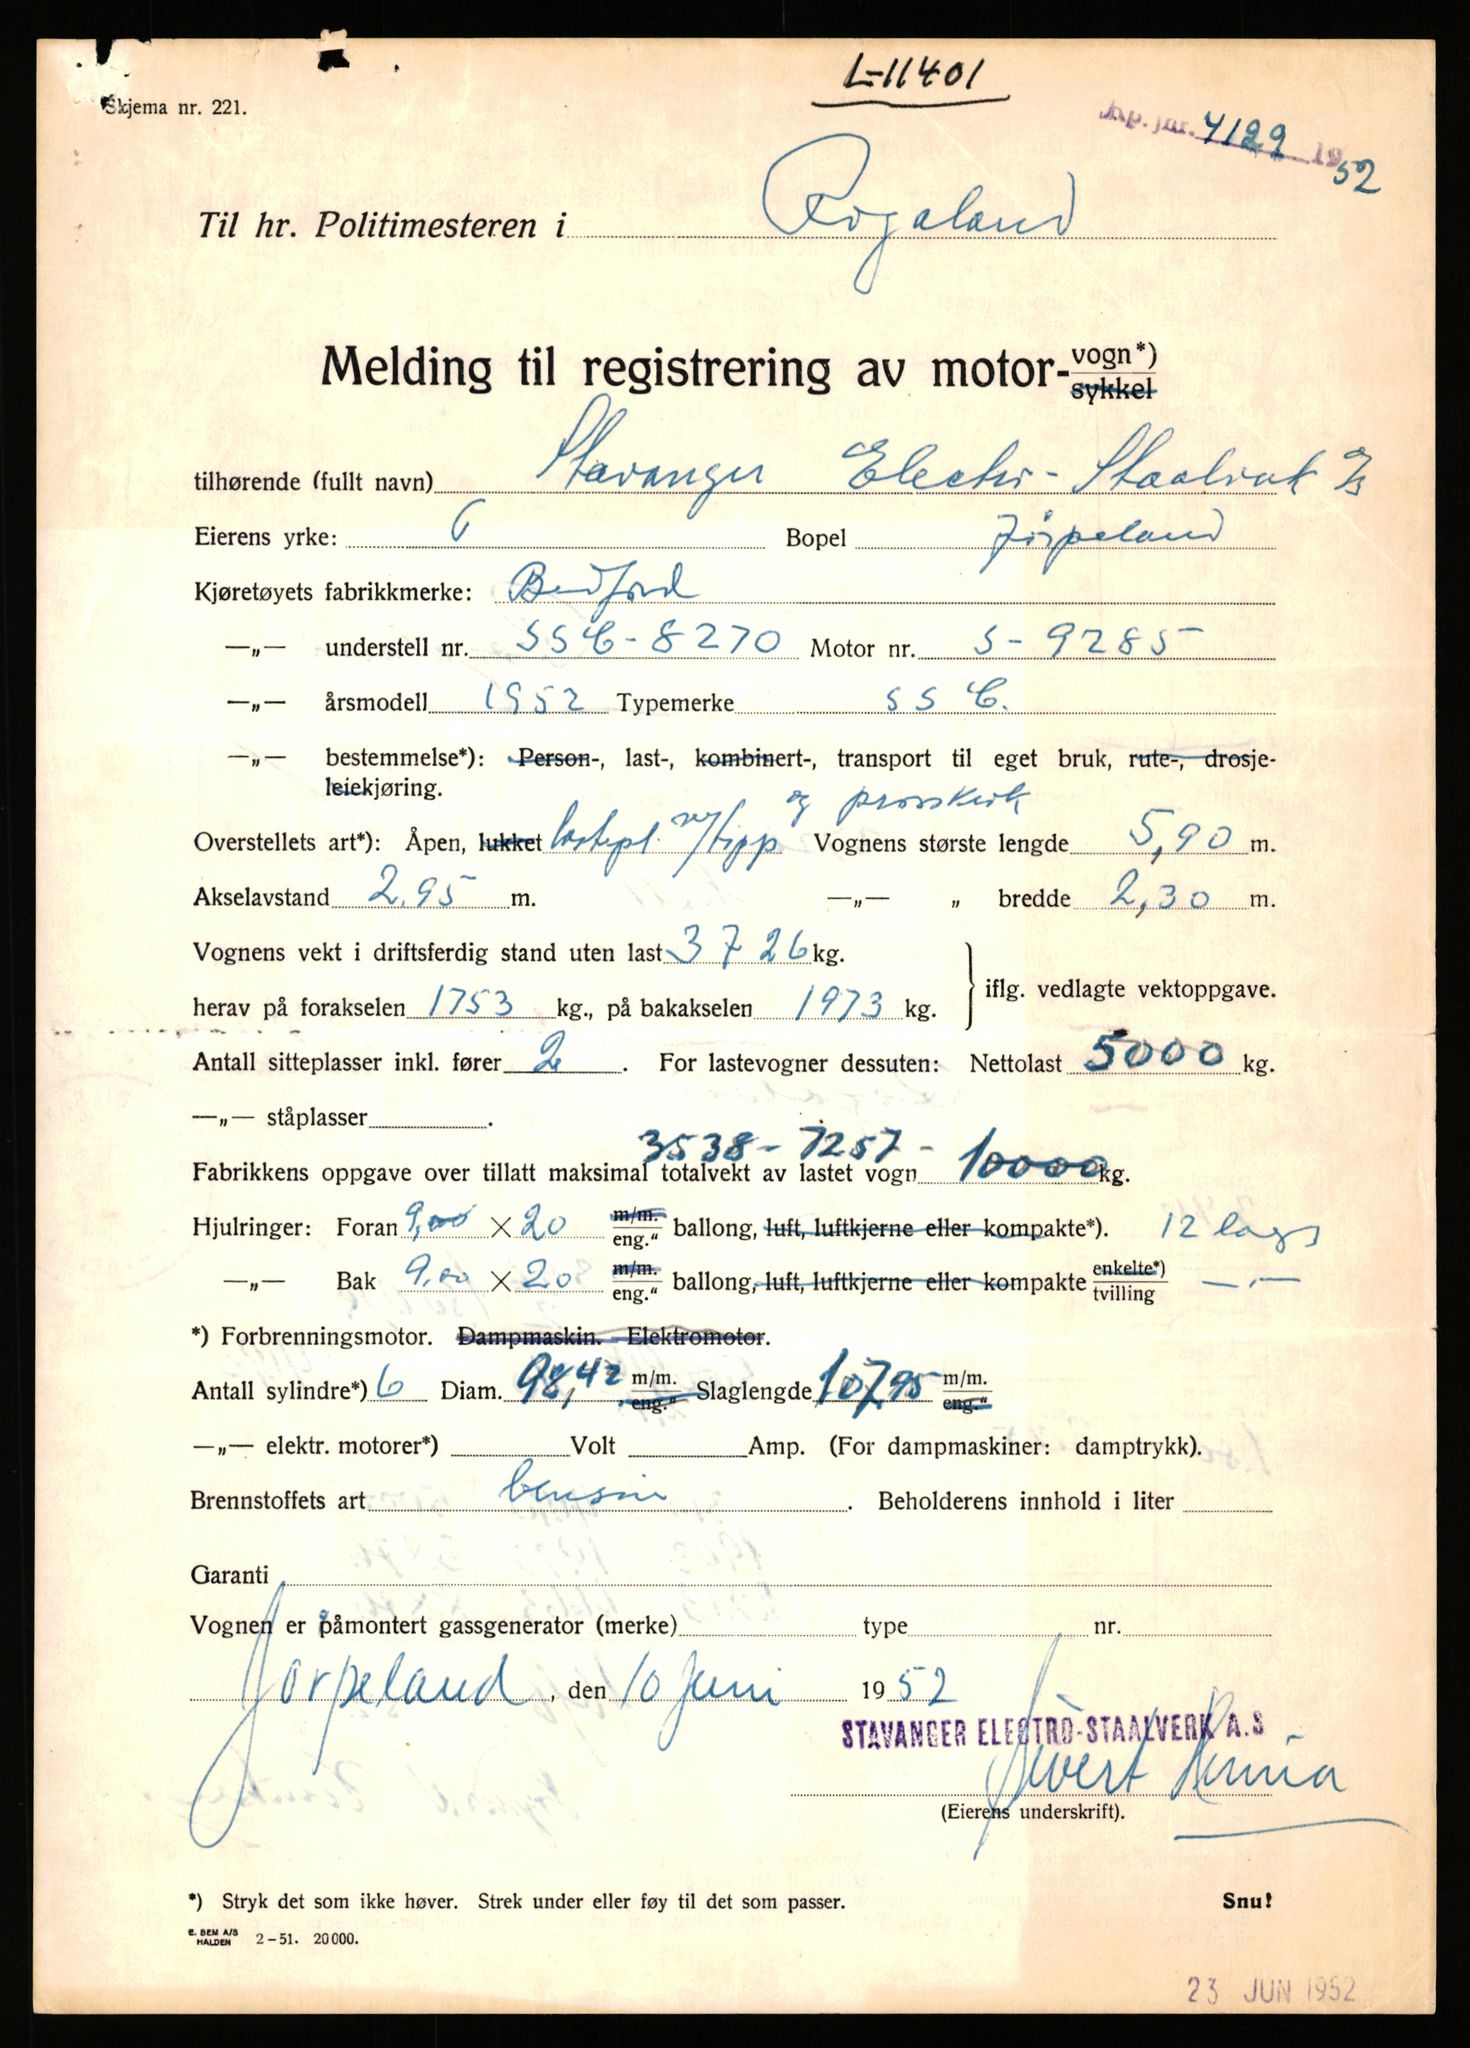 L-11401
Skjema nr. 221.
jnr. 4129 1952
Til hr. Politimesteren i Rogaland
Melding til registrering av motor-vogn*)
sykkel
tilhørende (fullt navn) Stavanger Electro-Staalverk A/S
Eierens yrke: Bopel Jørpeland
Kjøretøyets fabrikkmerke: Bedford
—„— understell nr. SSC-8270 Motor nr. S-9285
—„— årsmodell 1952 Typemerke SSC.
—„— bestemmelse*): Person-, last-, kombinert-, transport til eget bruk, rute-, drosje-
leiekjøring.
og
Overstellets art*): Åpen, lukket lastepl. m/tipp Vognens største lengde 5,90 m.
Akselavstand 2.95 m. —„— „ bredde 2,30 m.
Vognens vekt i driftsferdig stand uten last 3726 kg.
iflg. vedlagte vektoppgave.
herav på forakselen 1753 kg., på bakakselen 1973 kg.
Antall sitteplasser inkl. fører 2 . For lastevogner dessuten: Nettolast 5000 kg.
—„— ståplasser .
3538-7257-
Fabrikkens oppgave over tillatt maksimal totalvekt av lastet vogn 10000 kg.
Hjulringer: Foran 9,00 × 20 m/m. eng.“ ballong, luft, luftkjerne eller kompakte*). 12 lags
—„— Bak 9,00 × 20 m/m. eng.“ ballong, luft, luftkjerne eller kompakte enkelte*) tvilling —„—
*) Forbrenningsmotor. Dampmaskin. Elektromotor.
Antall sylindre*) 6 Diam. 98,42 m/m. eng.“ Slaglengde 107,95 m/m. eng.“
—„— elektr. motorer*) Volt Amp. (For dampmaskiner: damptrykk).
Brennstoffets art bensin . Beholderens innhold i liter
Garanti
Vognen er påmontert gassgenerator (merke) type nr.
Jørpeland, den 10 juni 1952
STAVANGER ELECTRO-STAALVERK A.S
Sivert
(Eierens underskrift).
*) Stryk det som ikke høver. Strek under eller føy til det som passer. Snu!
E. SEM A/S
HALDEN 2-51. 20 000.
23 JUN 1952